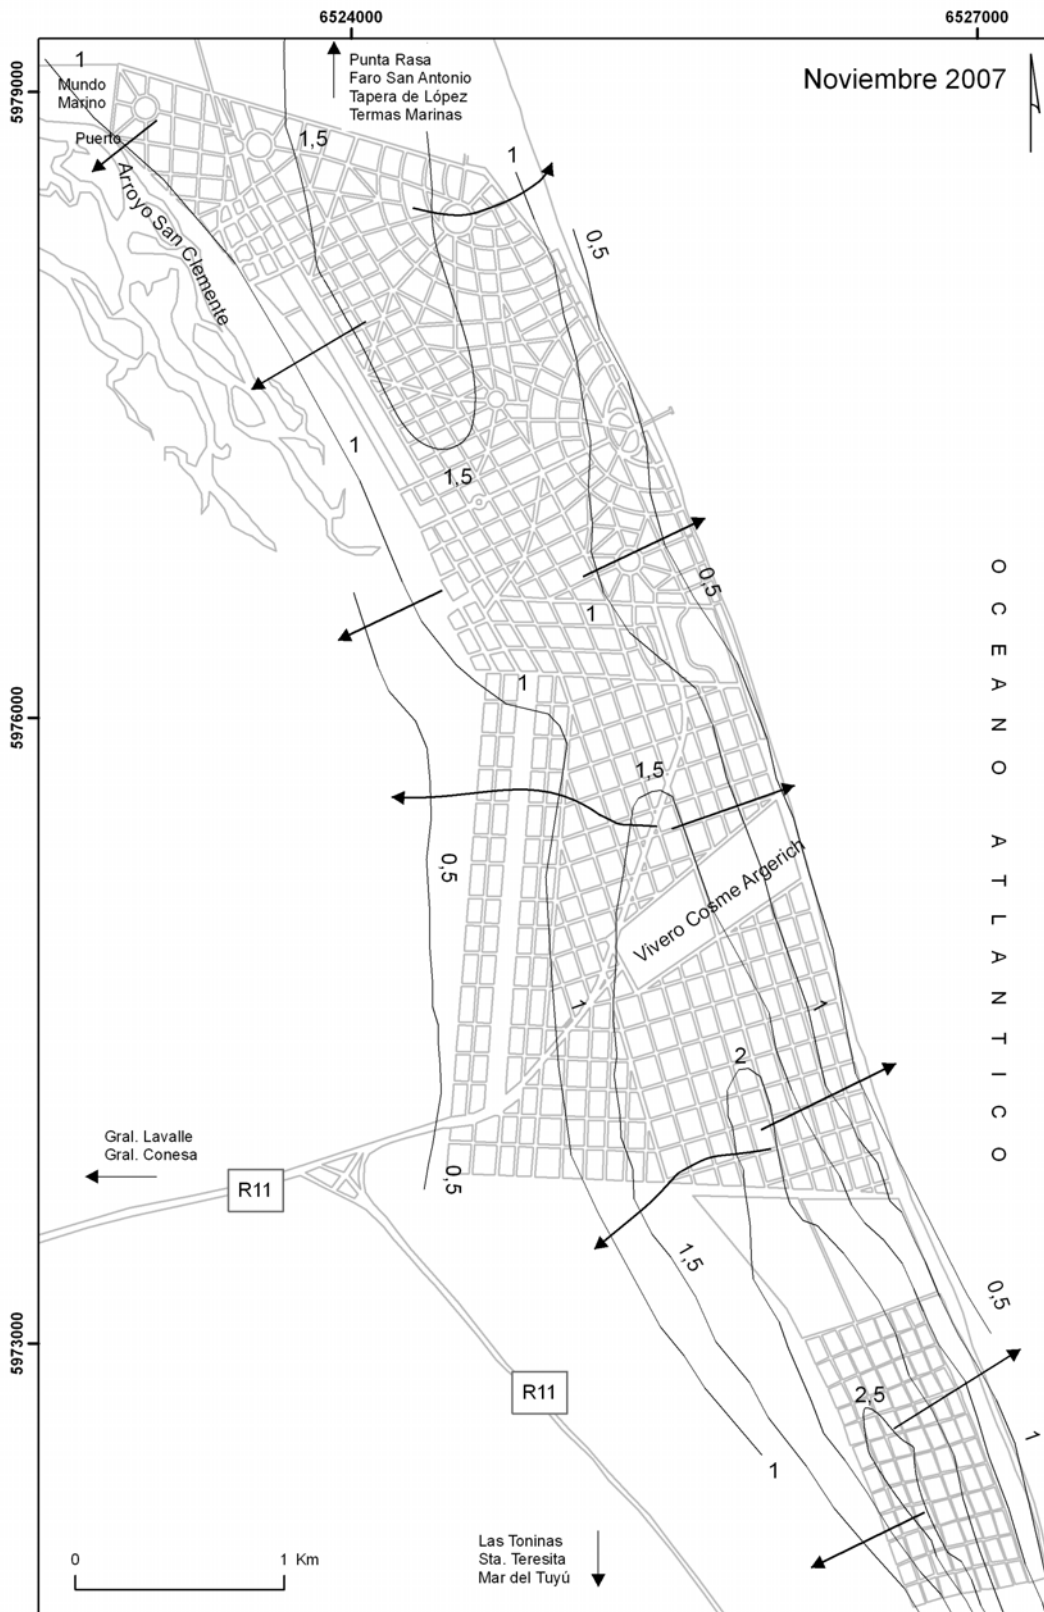 6524000
6527000
5979000
5976000
5973000
Noviembre 2007
Punta Rasa
Faro San Antonio
Tapera de López
Termas Marinas
1
Mundo
Marino
Puerto
Arroyo San Clemente
1,5
1
0,5
1
1,5
0,5
1
1
1,5
0,5
Vivero Cosme Argerich
1
1
2
OCEANO ATLANTICO
Gral. Lavalle
Gral. Conesa
R11
0,5
1,5
0,5
R11
2,5
1
1
Las Toninas
Sta. Teresita
Mar del Tuyú
0 1 Km